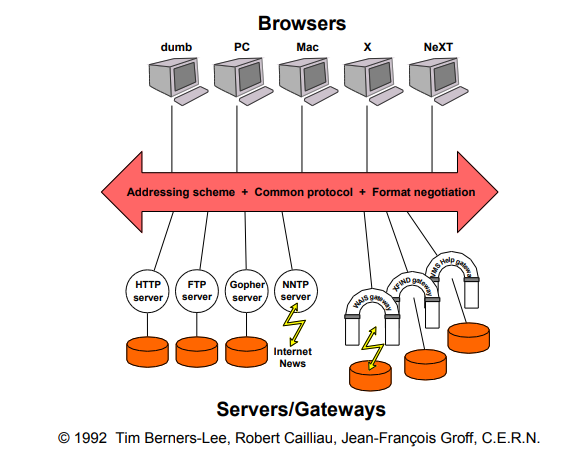 Browsers
dumb PC Mac X NeXT
Addressing scheme + Common protocol + Format negotiation
HTTP server
FTP server
Gopher server
NNTP server
Internet News
WAIS gateway
XFIND gateway
VMS Help gateway
Servers/Gateways
© 1992 Tim Berners-Lee, Robert Cailliau, Jean-François Groff, C.E.R.N.